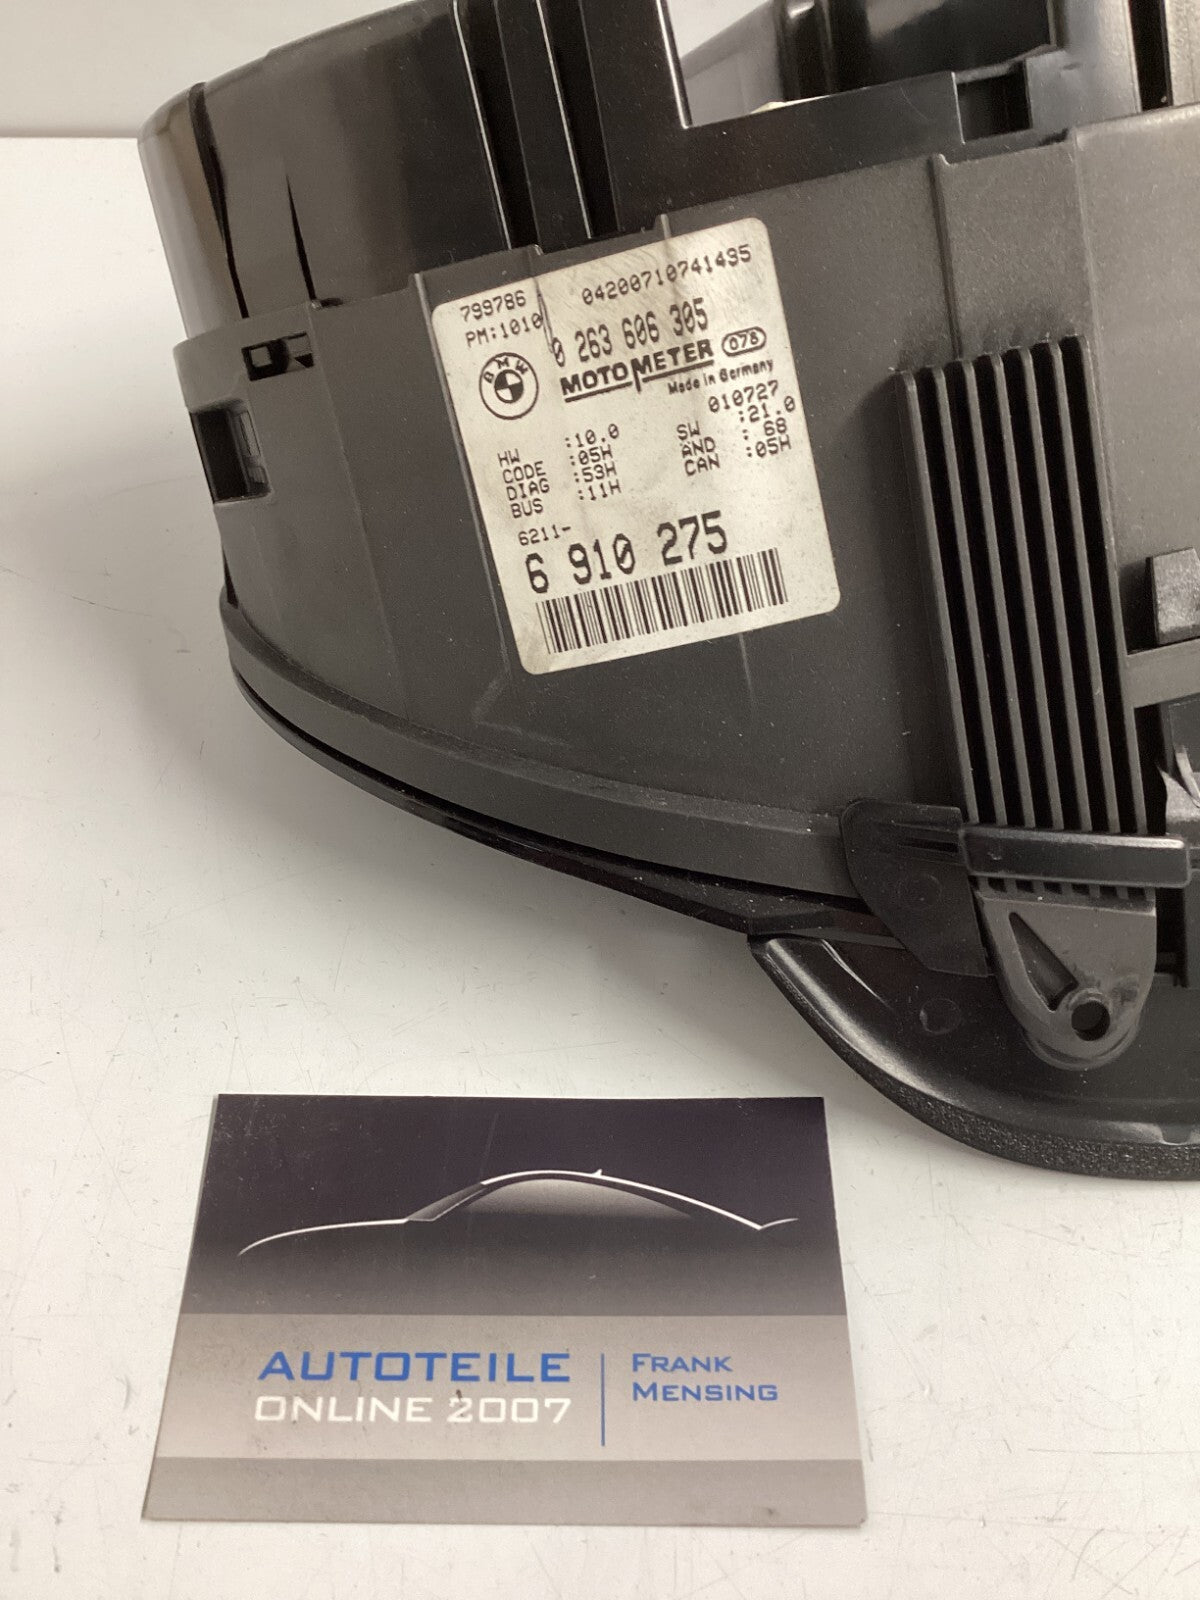 799786 04200710741495
PM:1010 0 263 606 305
BMW MOTOMETER 078
Made in Germany
010727
HW :10.0 SW :21.0
CODE :05H AND : 68
DIAG :53H CAN :05H
BUS :11H
6211-
6 910 275
AUTOTEILE FRANK
ONLINE 2007 MENSING